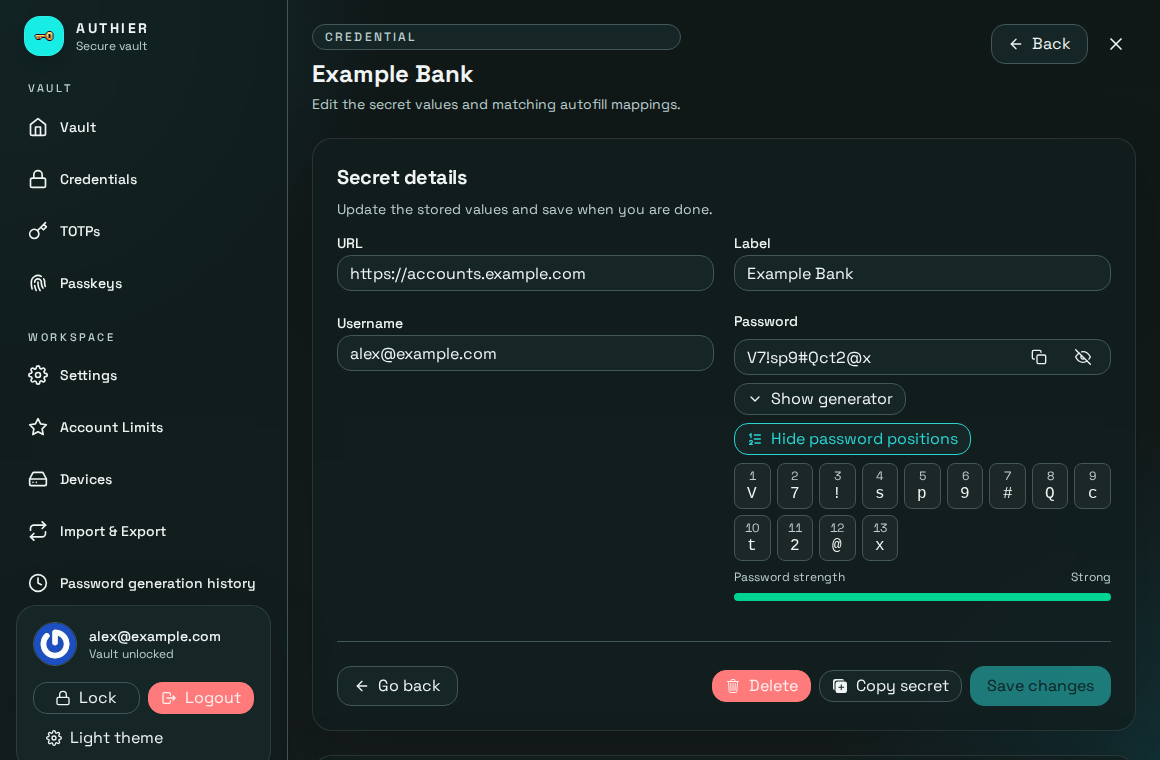 AUTHIER
Secure vault
VAULT
Vault
Credentials
TOTPs
Passkeys
WORKSPACE
Settings
Account Limits
Devices
Import & Export
Password generation history
alex@example.com
Vault unlocked
Lock
Logout
Light theme
CREDENTIAL
Example Bank
Edit the secret values and matching autofill mappings.
Back
Secret details
Update the stored values and save when you are done.
URL
https://accounts.example.com
Label
Example Bank
Username
alex@example.com
Password
V7!sp9#Qct2@x
Show generator
Hide password positions
1 2 3 4 5 6 7 8 9
V 7 ! s p 9 # Q c
10 11 12 13
t 2 @ x
Password strength
Strong
Go back
Delete
Copy secret
Save changes